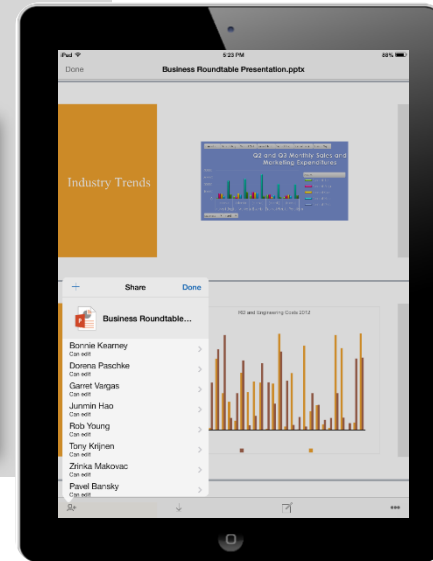 iPad
5:23 PM
Done
Business Roundtable Presentation.pptx
Industry Trends
Q2 and Q3 Monthly Sales and
Marketing Expenditures
Share
Done
Business Roundtable...
RD and Engineering Costs 2013
Bonnie Kearney
Can edit
Dorena Paschke
Can edit
Garret Vargas
Can edit
Junmin Hao
Can edit
Rob Young
Can edit
Tony Krijnen
Can edit
Zrinka Makovac
Can edit
Pavel Bansky
Can edit